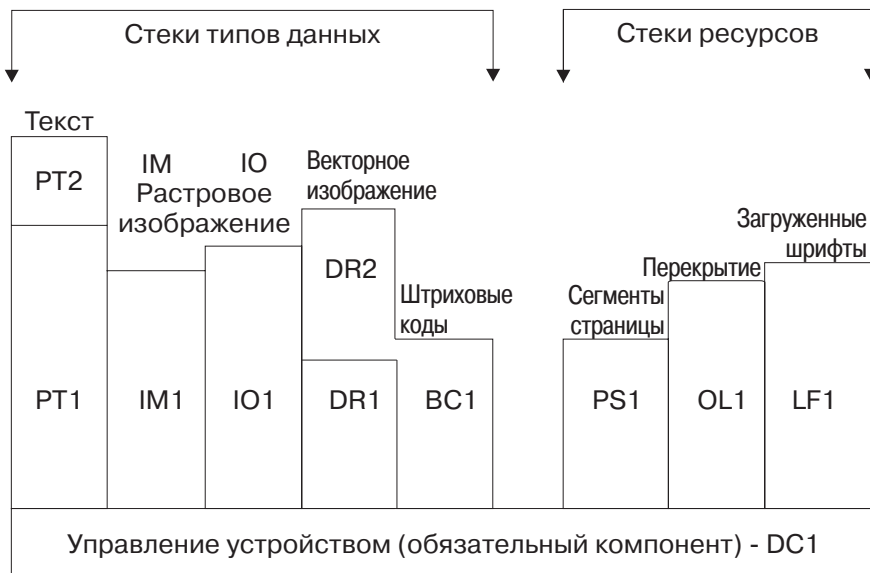 Стеки типов данных
Стеки ресурсов
Текст
PT2
IM
IO
Растровое
изображение
Векторное
изображение
DR2
Штриховые
коды
Сегменты
страницы
Перекрытие
Загруженные
шрифты
PT1
IM1
IO1
DR1
BC1
PS1
OL1
LF1
Управление устройством (обязательный компонент) - DC1